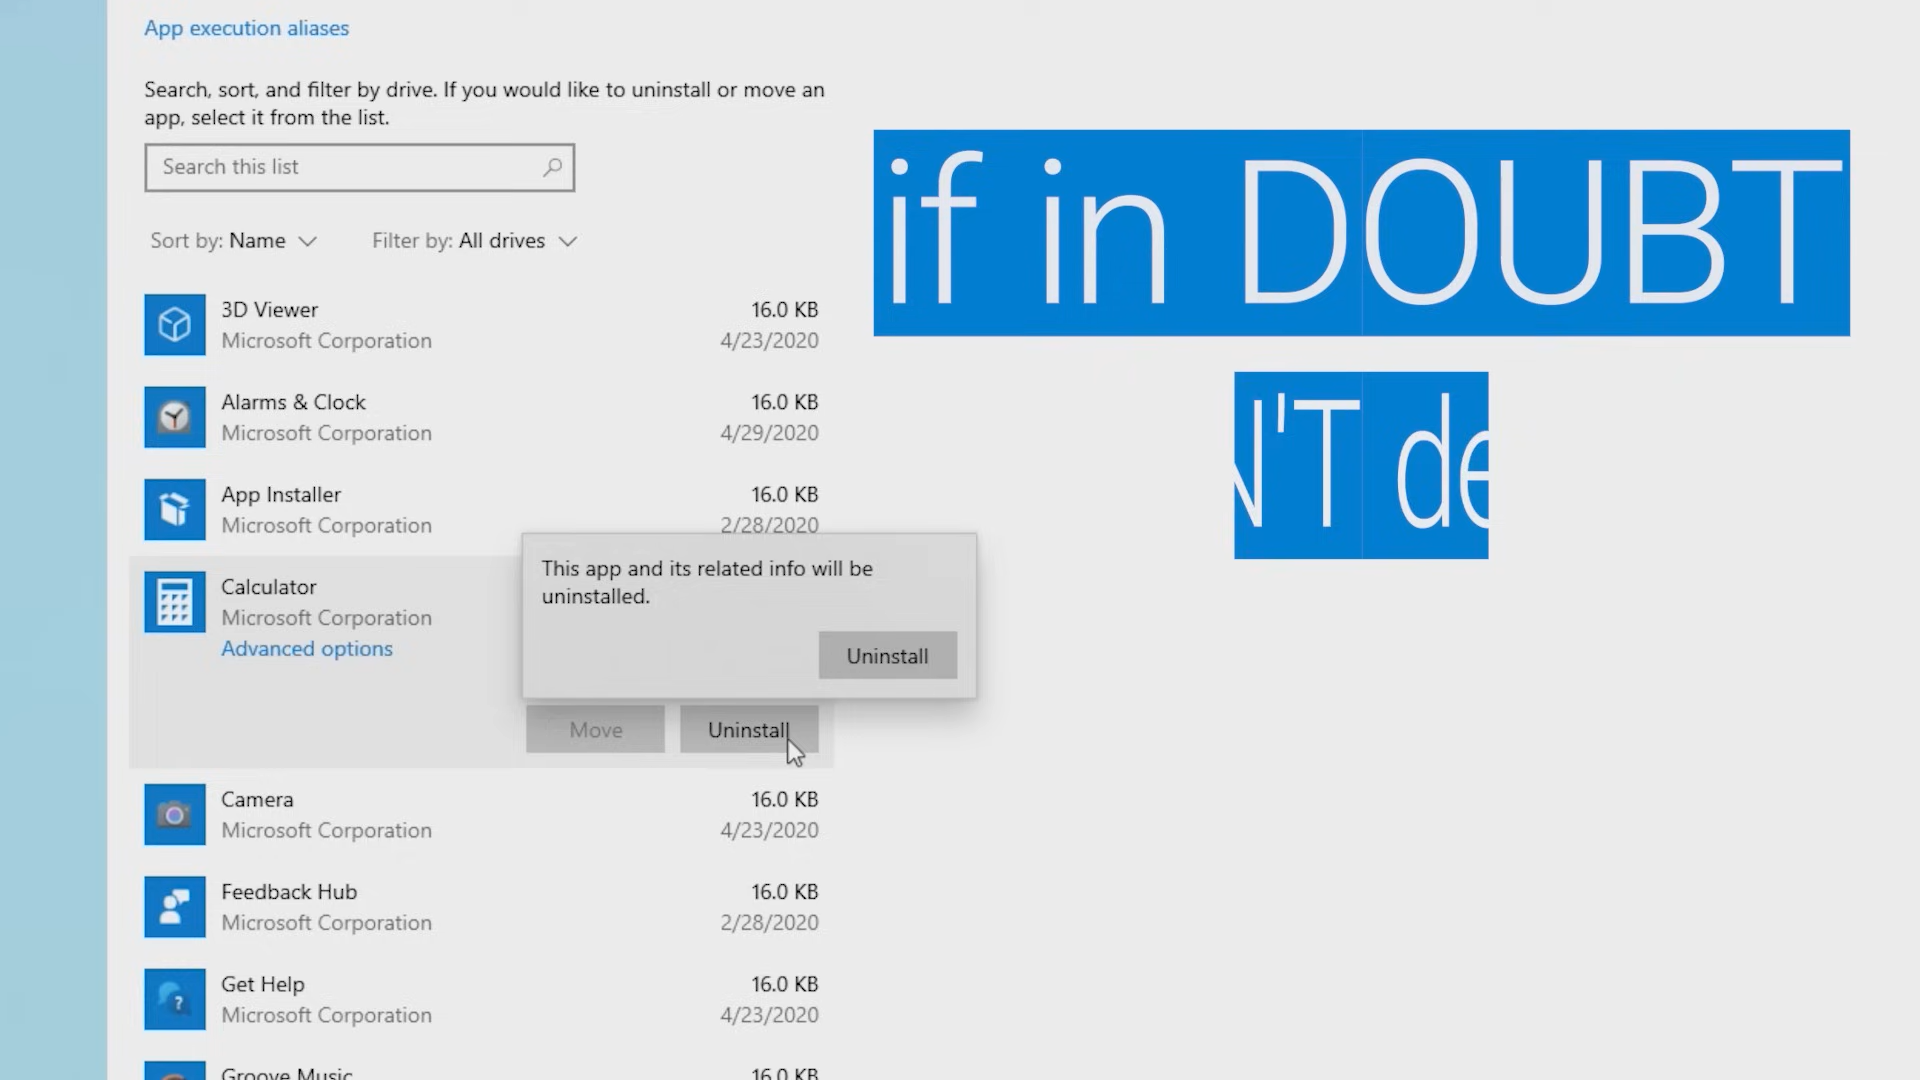 App execution aliases
Search, sort, and filter by drive. If you would like to uninstall or move an
app, select it from the list.
Search this list
Sort by: Name
Filter by: All drives
3D Viewer
16.0 KB
Microsoft Corporation
4/23/2020
Alarms & Clock
16.0 KB
Microsoft Corporation
4/29/2020
App Installer
16.0 KB
Microsoft Corporation
2/28/2020
Calculator
Microsoft Corporation
Advanced options
This app and its related info will be
uninstalled.
Uninstall
Move
Uninstall
Camera
16.0 KB
Microsoft Corporation
4/23/2020
Feedback Hub
16.0 KB
Microsoft Corporation
2/28/2020
Get Help
16.0 KB
Microsoft Corporation
4/23/2020
Groove Music
16.0 KB
if in DOUBT
N'T de